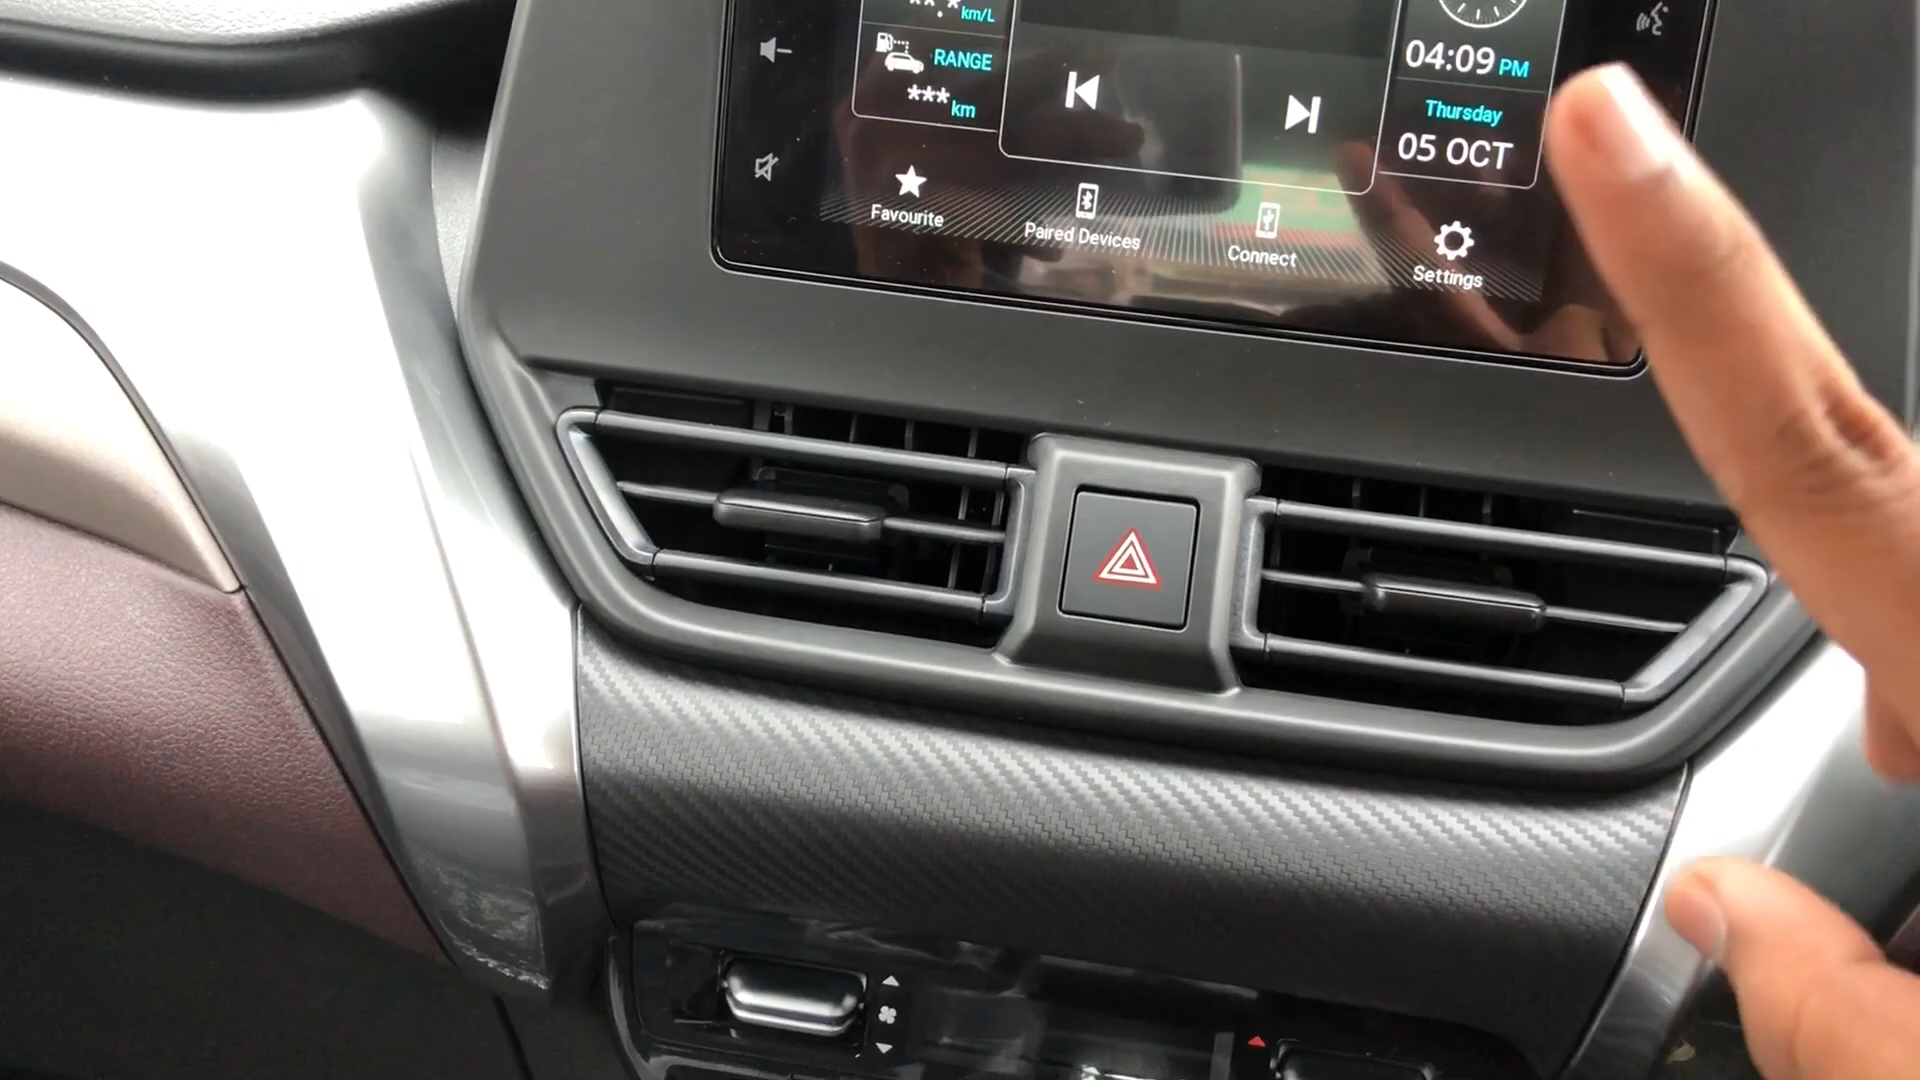 km/L
RANGE
*** km
04:09 PM
Thursday
05 OCT
Favourite
Paired Devices
Connect
Settings